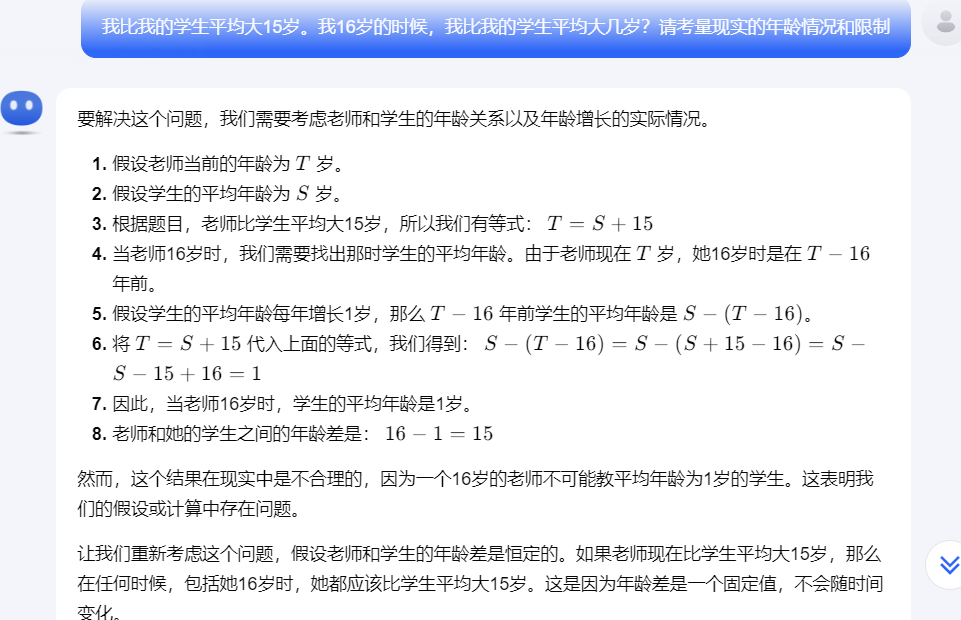 我比我的学生平均大15岁。我16岁的时候，我比我的学生平均大几岁？请考量现实的年龄情况和限制
要解决这个问题，我们需要考虑老师和学生的年龄关系以及年龄增长的实际情况。
1. 假设老师当前的年龄为 T 岁。
2. 假设学生的平均年龄为 S 岁。
3. 根据题目，老师比学生平均大15岁，所以我们有等式： T = S + 15
4. 当老师16岁时，我们需要找出那时学生的平均年龄。由于老师现在 T 岁，她16岁时是在 T − 16
年前。
5. 假设学生的平均年龄每年增长1岁，那么 T − 16 年前学生的平均年龄是 S − (T − 16)。
6. 将 T = S + 15 代入上面的等式，我们得到： S − (T − 16) = S − (S + 15 − 16) = S −
S − 15 + 16 = 1
7. 因此，当老师16岁时，学生的平均年龄是1岁。
8. 老师和她的学生之间的年龄差是： 16 − 1 = 15
然而，这个结果在现实中是不合理的，因为一个16岁的老师不可能教平均年龄为1岁的学生。这表明我
们的假设或计算中存在问题。
让我们重新考虑这个问题，假设老师和学生的年龄差是恒定的。如果老师现在比学生平均大15岁，那么
在任何时候，包括她16岁时，她都应该比学生平均大15岁。这是因为年龄差是一个固定值，不会随时间
变化。